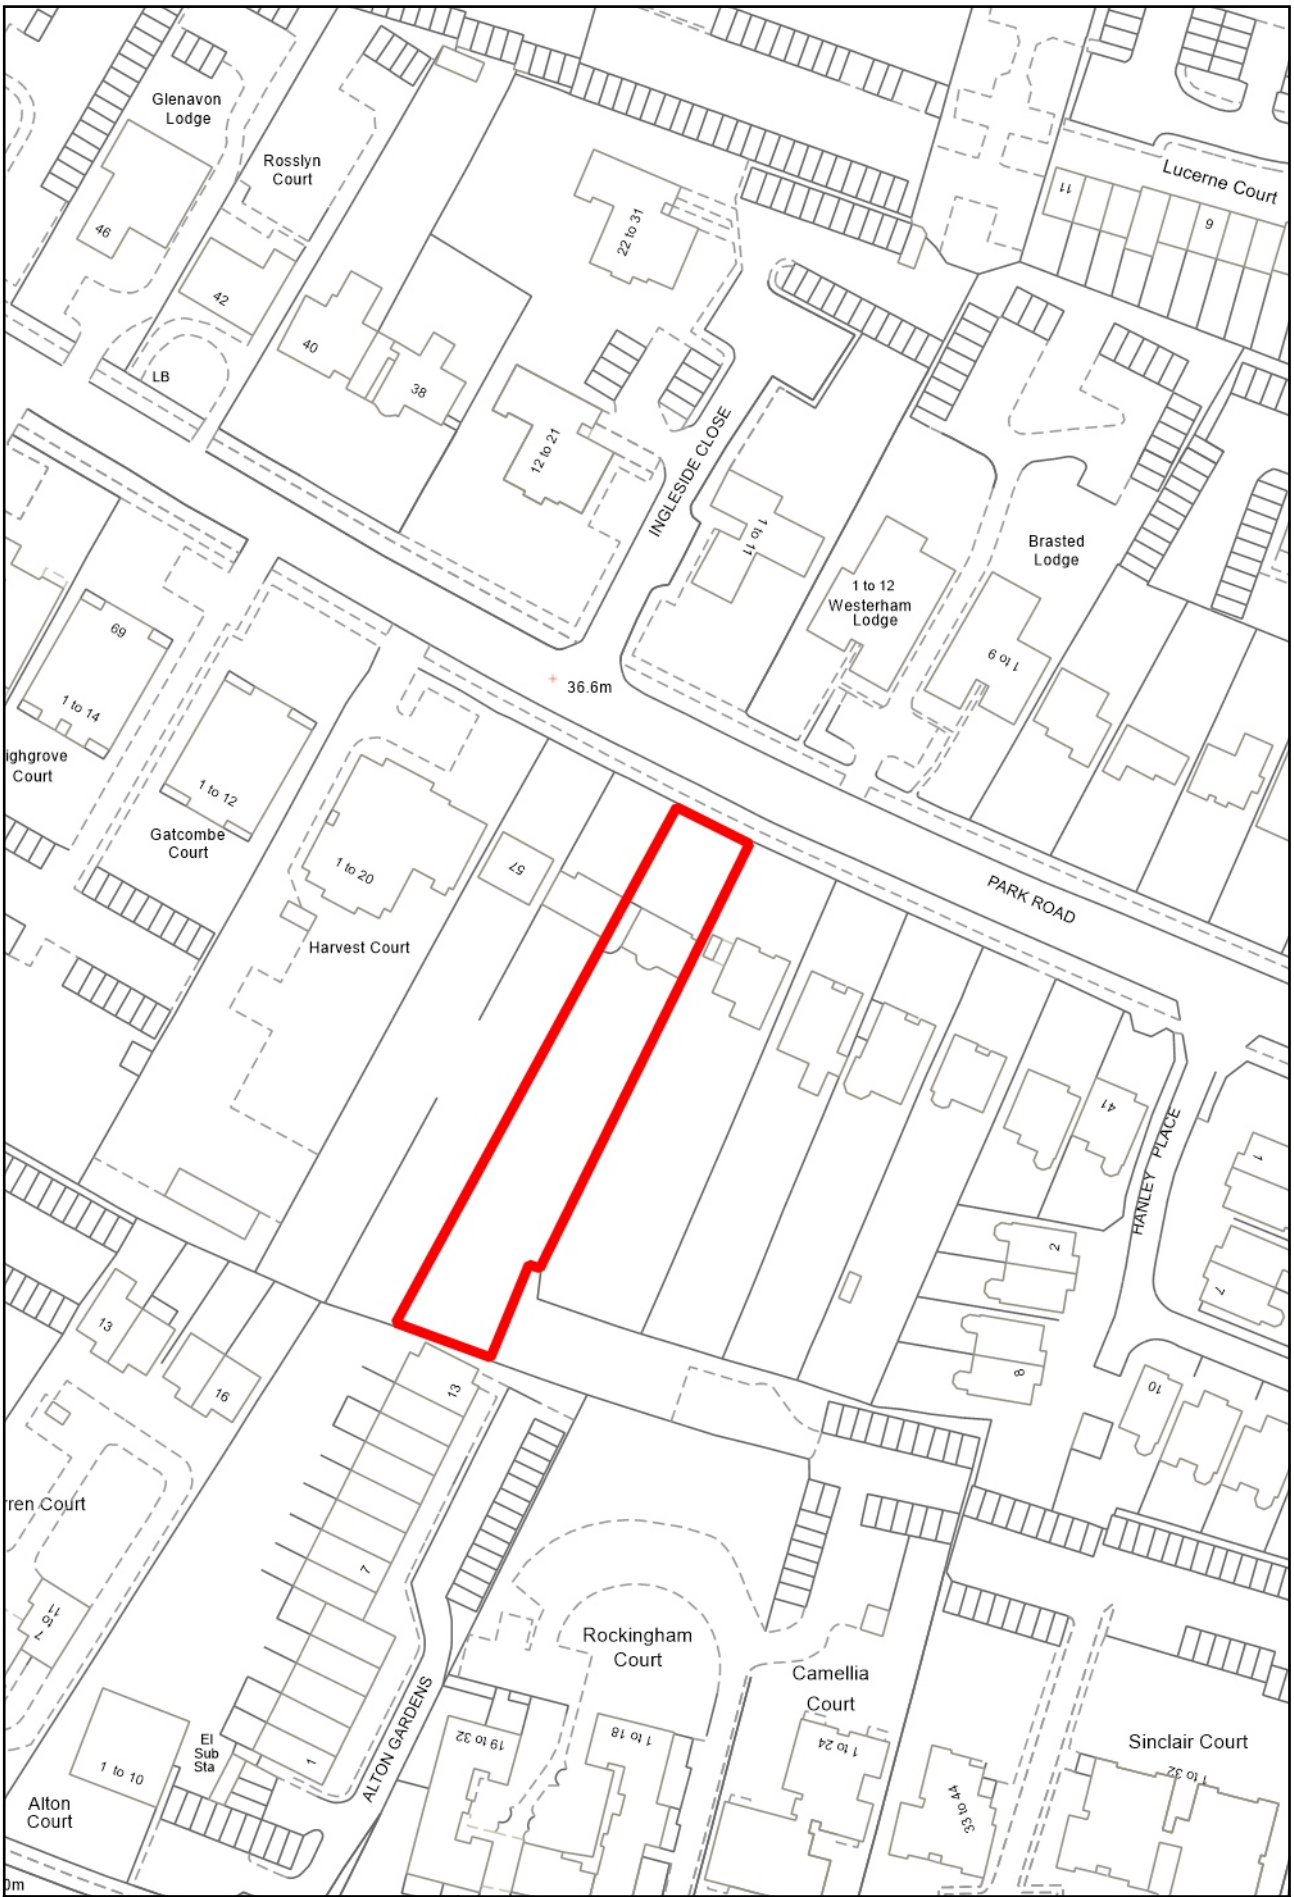 Glenavon
Lodge
Rosslyn
Court
Lucerne Court
11
9
46
42
22 to 31
40
38
LB
12 to 21
INGLESIDE CLOSE
1 to 11
Brasted
Lodge
1 to 12
Westerham
Lodge
1 to 9
69
1 to 14
36.6m
ighgrove
Court
1 to 12
Gatcombe
Court
1 to 20
57
PARK ROAD
Harvest Court
41
HANLEY PLACE
1
2
7
13
16
8
10
13
rren Court
7
7
to
11
Rockingham
Court
Camellia
Court
ALTON GARDENS
El
Sub
Sta
1
19 to 32
1 to 18
1 to 24
Sinclair Court
1 to 32
1 to 10
33 to 44
Alton
Court
0m